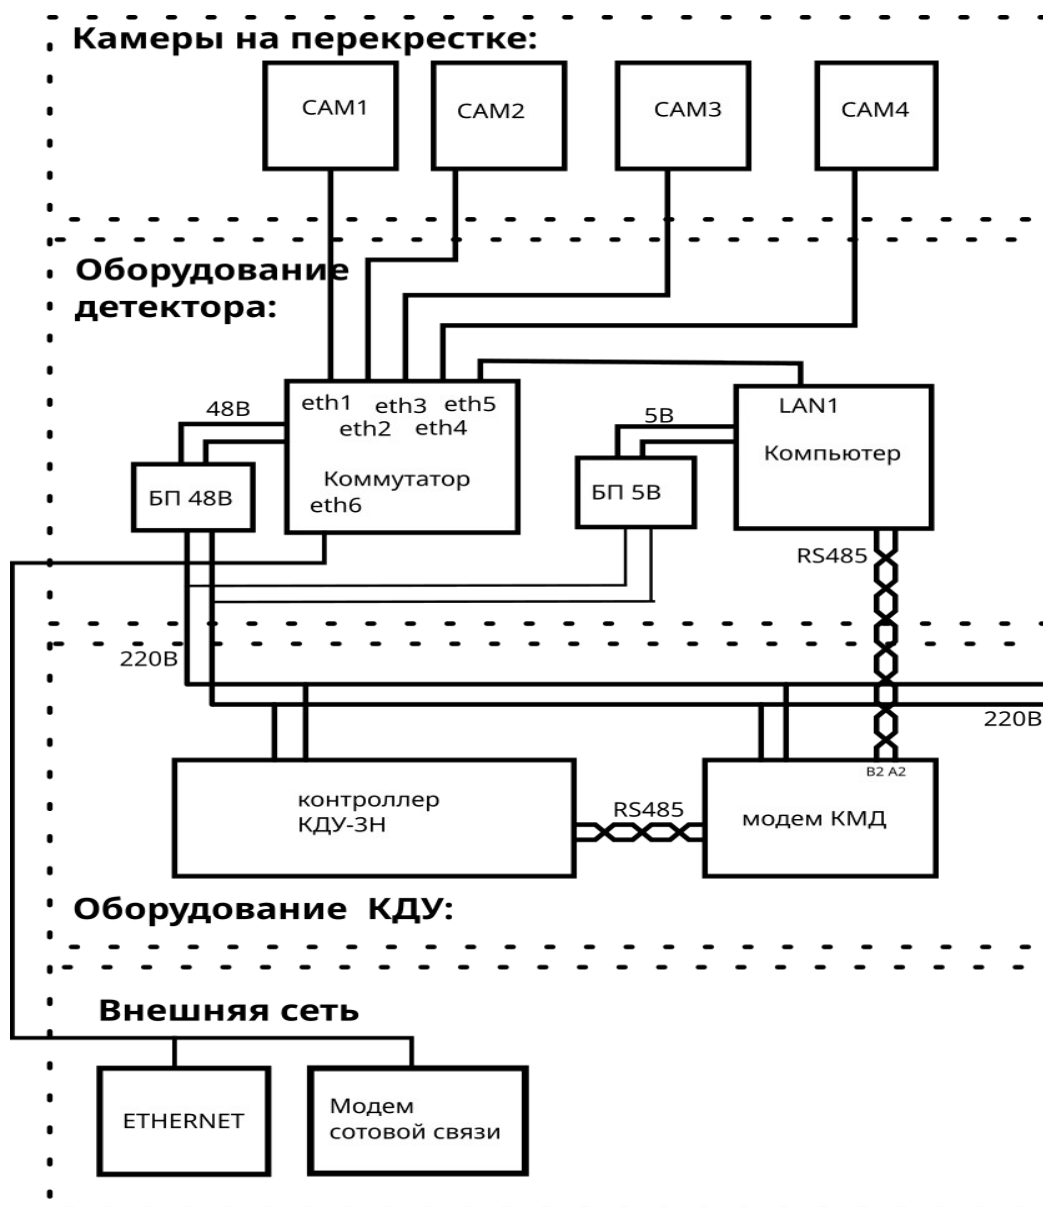 Камеры на перекрестке:
CAM1
CAM2
CAM3
CAM4
Оборудование
детектора:
48В
eth1
eth3
eth5
eth2
eth4
Коммутатор
eth6
БП 48В
5В
БП 5В
LAN1
Компьютер
RS485
220В
220В
контроллер
КДУ-3Н
RS485
B2 A2
модем КМД
Оборудование КДУ:
Внешняя сеть
ETHERNET
Модем
сотовой связи